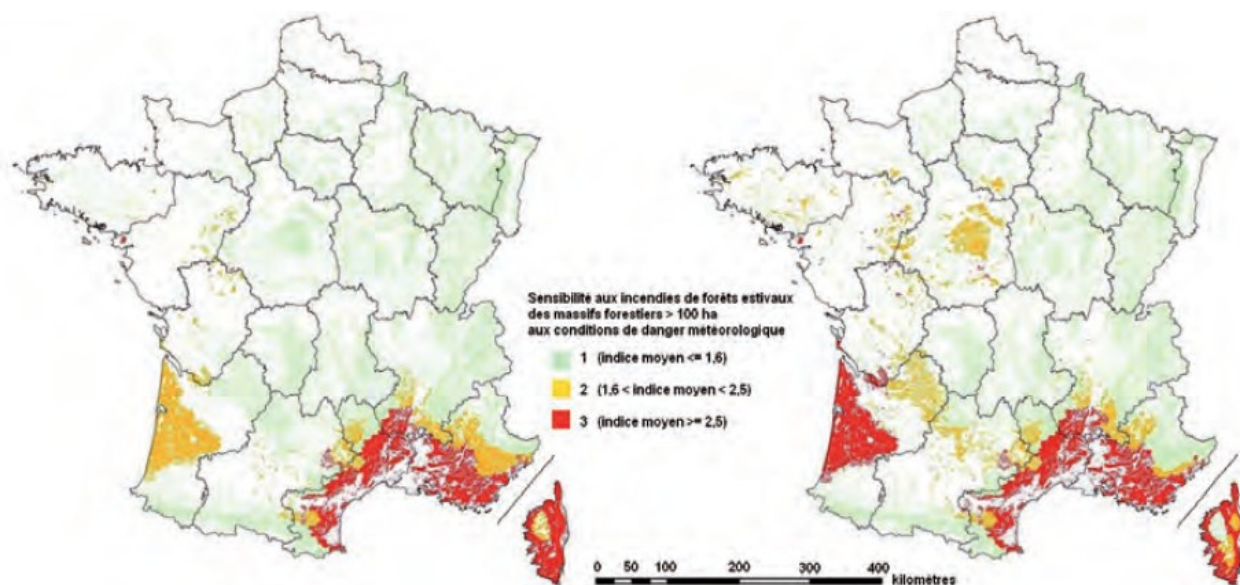 Sensibilité aux incendies de forêts estivaux
des massifs forestiers > 100 ha
aux conditions de danger météorologique
1 (indice moyen <= 1,6)
2 (1,6 < indice moyen < 2,5)
3 (indice moyen >= 2,5)
0 50 100 200 300 400
kilomètres